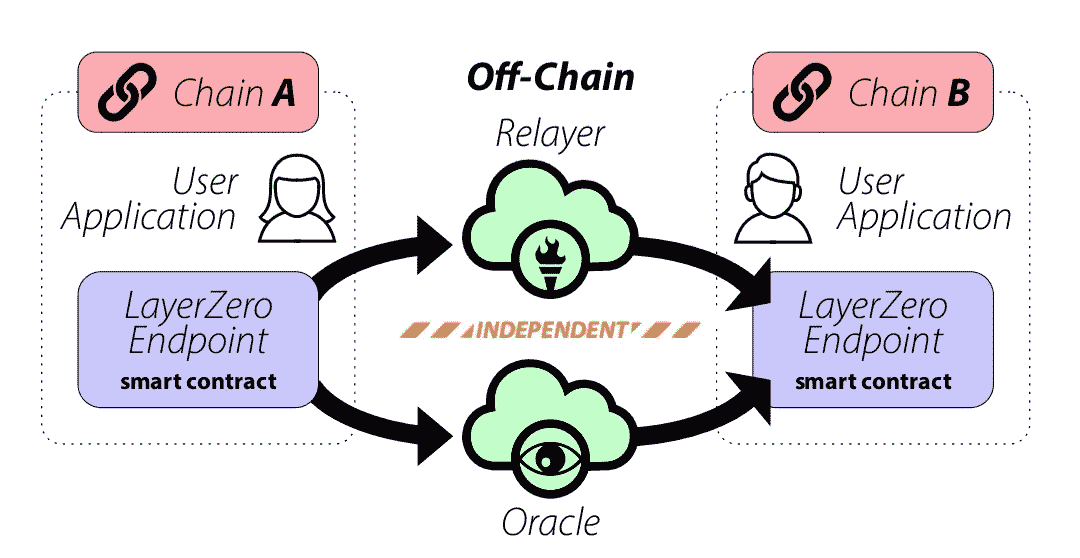 Chain A
User
Application
LayerZero
Endpoint
smart contract
Off-Chain
Relayer
INDEPENDENT
Oracle
Chain B
User
Application
LayerZero
Endpoint
smart contract